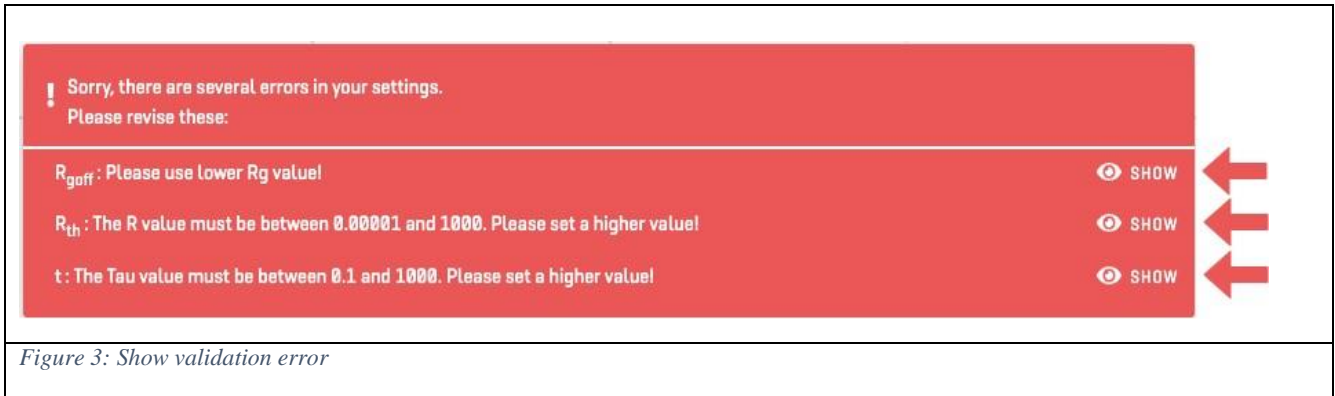 ! Sorry, there are several errors in your settings.
Please revise these:
Rgoff : Please use lower Rg value! SHOW
Rth : The R value must be between 0.00001 and 1000. Please set a higher value! SHOW
t : The Tau value must be between 0.1 and 1000. Please set a higher value! SHOW
Figure 3: Show validation error